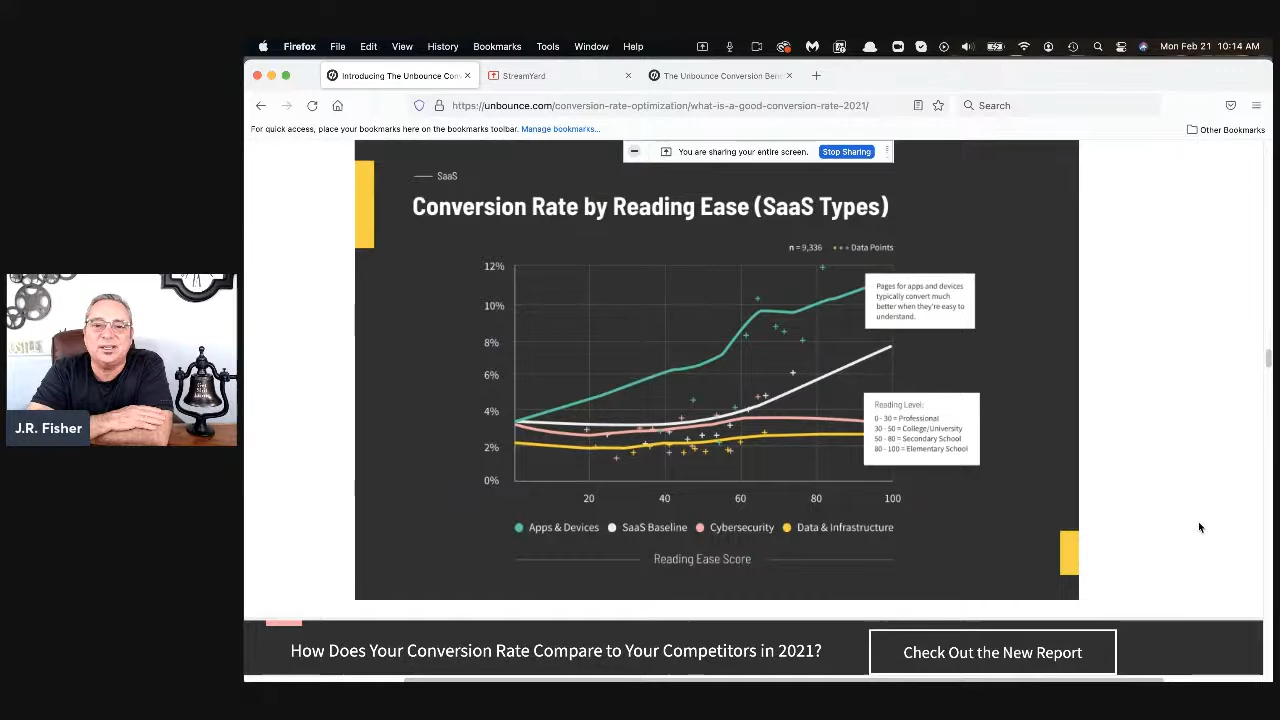 Firefox File Edit View History Bookmarks Tools Window Help Mon Feb 21 10:14 AM
Introducing The Unbounce Con StreamYard The Unbounce Conversion Ben
https://unbounce.com/conversion-rate-optimization/what-is-a-good-conversion-rate-2021/ Search
For quick access, place your bookmarks here on the bookmarks toolbar. Manage bookmarks... Other Bookmarks
You are sharing your entire screen. Stop Sharing
SaaS
Conversion Rate by Reading Ease (SaaS Types)
n = 9,336 Data Points
12%
10%
8%
6%
4%
2%
0%
Pages for apps and devices
typically convert much
better when they're easy to
understand.
Reading Level:
0 - 30 = Professional
30 - 50 = College/University
50 - 80 = Secondary School
80 - 100 = Elementary School
20 40 60 80 100
Apps & Devices SaaS Baseline Cybersecurity Data & Infrastructure
Reading Ease Score
How Does Your Conversion Rate Compare to Your Competitors in 2021? Check Out the New Report
J.R. Fisher